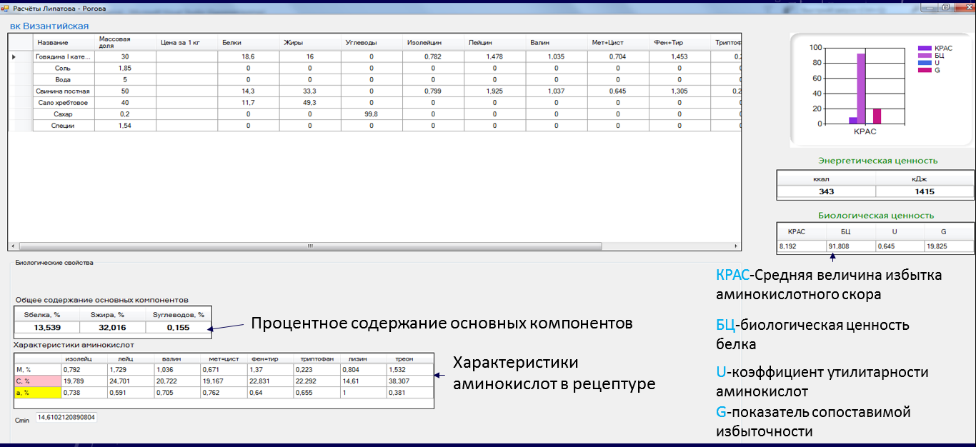 Расчёты Липатова - Рогова
вк Византийская
Название Массовая доля Цена за 1 кг Белки Жиры Углеводы Изолейцин Лейцин Валин Мет+Цист Фен+Тир Триптоф
Говядина I кате... 30 18,6 16 0 0,782 1,478 1,035 0,704 1,453 0,2
Соль 1,85 0 0 0 0 0 0 0 0 0
Вода 5 0 0 0 0 0 0 0 0 0
Свинина постная 50 14,3 33,3 0 0,799 1,925 1,037 0,645 1,305 0,2
Сало хребтовое 40 11,7 49,3 0 0 0 0 0 0 0
Сахар 0,2 0 0 99,8 0 0 0 0 0 0
Специи 1,54 0 0 0 0 0 0 0 0 0
100
80
60
40
20
0
КРАС
КРАС
БЦ
U
G
Энергетическая ценность
ккал кДж
343 1415
Биологическая ценность
КРАС БЦ U G
8,192 91,808 0,645 19,825
КРАС-Средняя величина избытка
аминокислотного скора
БЦ-биологическая ценность
белка
U-коэффициент утилитарности
аминокислот
G-показатель сопоставимой
избыточности
Биологические свойства
Общее содержание основных компонентов
Sбелка, % Sжира, % Sуглеводов, %
13,539 32,016 0,155
Процентное содержание основных компонентов
Характеристики аминокислот
изолейц лейц валин мет+цист фен+тир триптофан лизин треон
М, % 0,792 1,729 1,036 0,671 1,37 0,223 0,804 1,532
С, % 19,789 24,701 20,722 19,167 22,831 22,292 14,61 38,307
а, % 0,738 0,591 0,705 0,762 0,64 0,655 1 0,381
Характеристики
аминокислот в рецептуре
Cmin 14,6102120890804